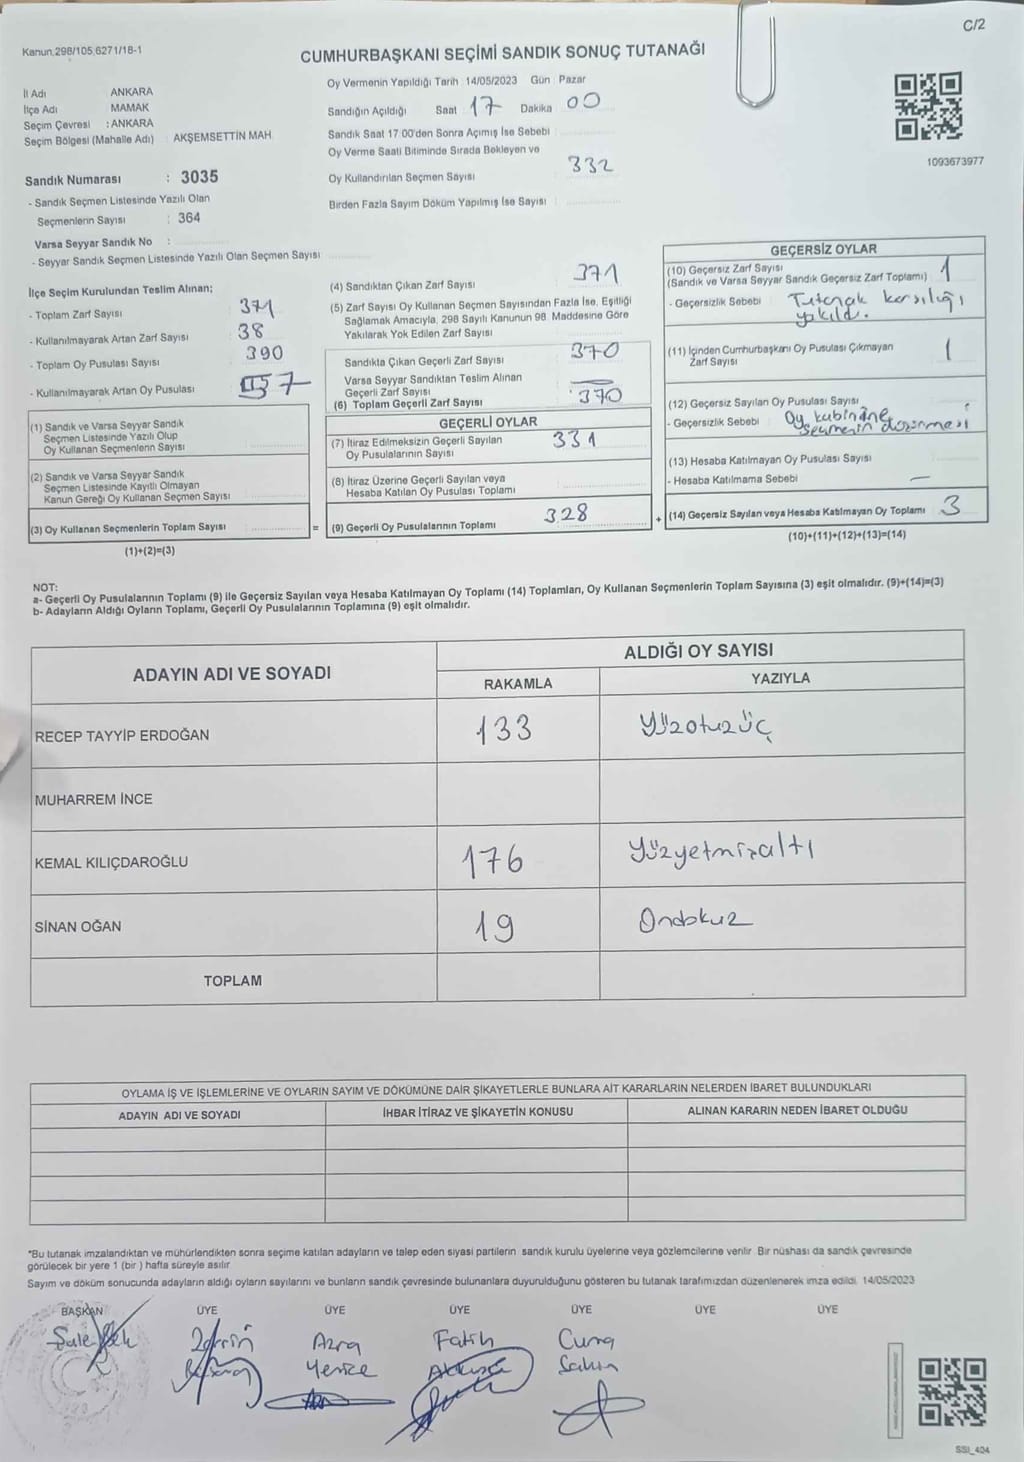 C/2
Kanun.298/105,6271/18-1
CUMHURBAŞKANI SEÇİMİ SANDIK SONUÇ TUTANAĞI
İl Adı ANKARA
İlçe Adı MAMAK
Seçim Çevresi : ANKARA
Seçim Bölgesi (Mahalle Adı) AKŞEMSETTİN MAH.
Oy Vermenin Yapıldığı Tarih 14/05/2023 Gün Pazar
Sandığın Açıldığı Saat 17 Dakika 00
Sandık Saat 17.00'den Sonra Açımış İse Sebebi
Oy Verme Saati Bitiminde Sırada Bekleyen ve
Oy Kullandırılan Seçmen Sayısı 332
Birden Fazla Sayım Döküm Yapılmış İse Sayısı
1093673977
Sandık Numarası : 3035
- Sandık Seçmen Listesinde Yazılı Olan
Seçmenlerin Sayısı : 364
Varsa Seyyar Sandık No :
- Seyyar Sandık Seçmen Listesinde Yazılı Olan Seçmen Sayısı
İlçe Seçim Kurulundan Teslim Alınan;
- Toplam Zarf Sayısı 371
- Kullanılmayarak Artan Zarf Sayısı 38
- Toplam Oy Pusulası Sayısı 390
- Kullanılmayarak Artan Oy Pusulası 57
(1) Sandık ve Varsa Seyyar Sandık
Seçmen Listesinde Yazılı Olup
Oy Kullanan Seçmenlerin Sayısı
(2) Sandık ve Varsa Seyyar Sandık
Seçmen Listesinde Kayıtlı Olmayan
Kanun Gereği Oy Kullanan Seçmen Sayısı
(3) Oy Kullanan Seçmenlerin Toplam Sayısı =
(1)+(2)=(3)
(4) Sandıktan Çıkan Zarf Sayısı 371
(5) Zarf Sayısı Oy Kullanan Seçmen Sayısından Fazla İse, Eşitliği
Sağlamak Amacıyla, 298 Sayılı Kanunun 98 Maddesine Göre
Yakılarak Yok Edilen Zarf Sayısı
Sandıkta Çıkan Geçerli Zarf Sayısı 370
Varsa Seyyar Sandıktan Teslim Alınan
Geçerli Zarf Sayısı
(6) Toplam Geçerli Zarf Sayısı 370
GEÇERLİ OYLAR
(7) İtiraz Edilmeksizin Geçerli Sayılan
Oy Pusulalarının Sayısı 331
(8) İtiraz Üzerine Geçerli Sayılan veya
Hesaba Katılan Oy Pusulası Toplamı
(9) Geçerli Oy Pusulalarının Toplamı 328 +
GEÇERSİZ OYLAR
(10) Geçersiz Zarf Sayısı
(Sandık ve Varsa Seyyar Sandık Geçersiz Zarf Toplamı) 1
- Geçersizlik Sebebi Tutanak karşılığı
yakıldı.
(11) İçinden Cumhurbaşkanı Oy Pusulası Çıkmayan
Zarf Sayısı 1
(12) Geçersiz Sayılan Oy Pusulası Sayısı
- Geçersizlik Sebebi Oy kabinine
seçmenin
(13) Hesaba Katılmayan Oy Pusulası Sayısı
- Hesaba Katılmama Sebebi —
(14) Geçersiz Sayılan veya Hesaba Katılmayan Oy Toplamı 3
(10)+(11)+(12)+(13)=(14)
NOT:
a- Geçerli Oy Pusulalarının Toplamı (9) ile Geçersiz Sayılan veya Hesaba Katılmayan Oy Toplamı (14) Toplamları, Oy Kullanan Seçmenlerin Toplam Sayısına (3) eşit olmalıdır. (9)+(14)=(3)
b- Adayların Aldığı Oyların Toplamı, Geçerli Oy Pusulalarının Toplamına (9) eşit olmalıdır.
ADAYIN ADI VE SOYADI ALDIĞI OY SAYISI
RAKAMLA YAZIYLA
RECEP TAYYİP ERDOĞAN 133 Yüzotuzüç
MUHARREM İNCE
KEMAL KILIÇDAROĞLU 176 Yüzyetmişaltı
SİNAN OĞAN 19 Ondokuz
TOPLAM
OYLAMA İŞ VE İŞLEMLERİNE VE OYLARIN SAYIM VE DÖKÜMÜNE DAİR ŞİKAYETLERLE BUNLARA AİT KARARLARIN NELERDEN İBARET BULUNDUKLARI
ADAYIN ADI VE SOYADI İHBAR İTİRAZ VE ŞİKAYETİN KONUSU ALINAN KARARIN NEDEN İBARET OLDUĞU
*Bu tutanak imzalandıktan ve mühürlendikten sonra seçime katılan adayların ve talep eden siyasi partilerin sandık kurulu üyelerine veya gözlemcilerine verilir. Bir nüshası da sandık çevresinde
görülecek bir yere 1 (bir ) hafta süreyle asılır
Sayım ve döküm sonucunda adayların aldığı oyların sayılarını ve bunların sandık çevresinde bulunanlara duyurulduğunu gösteren bu tutanak tarafımızdan düzenlenerek imza edildi. 14/05/2023
BAŞKAN ÜYE ÜYE ÜYE ÜYE ÜYE ÜYE
Şule Azra Fatih Cuma
Yenice Şahin
SSI_404